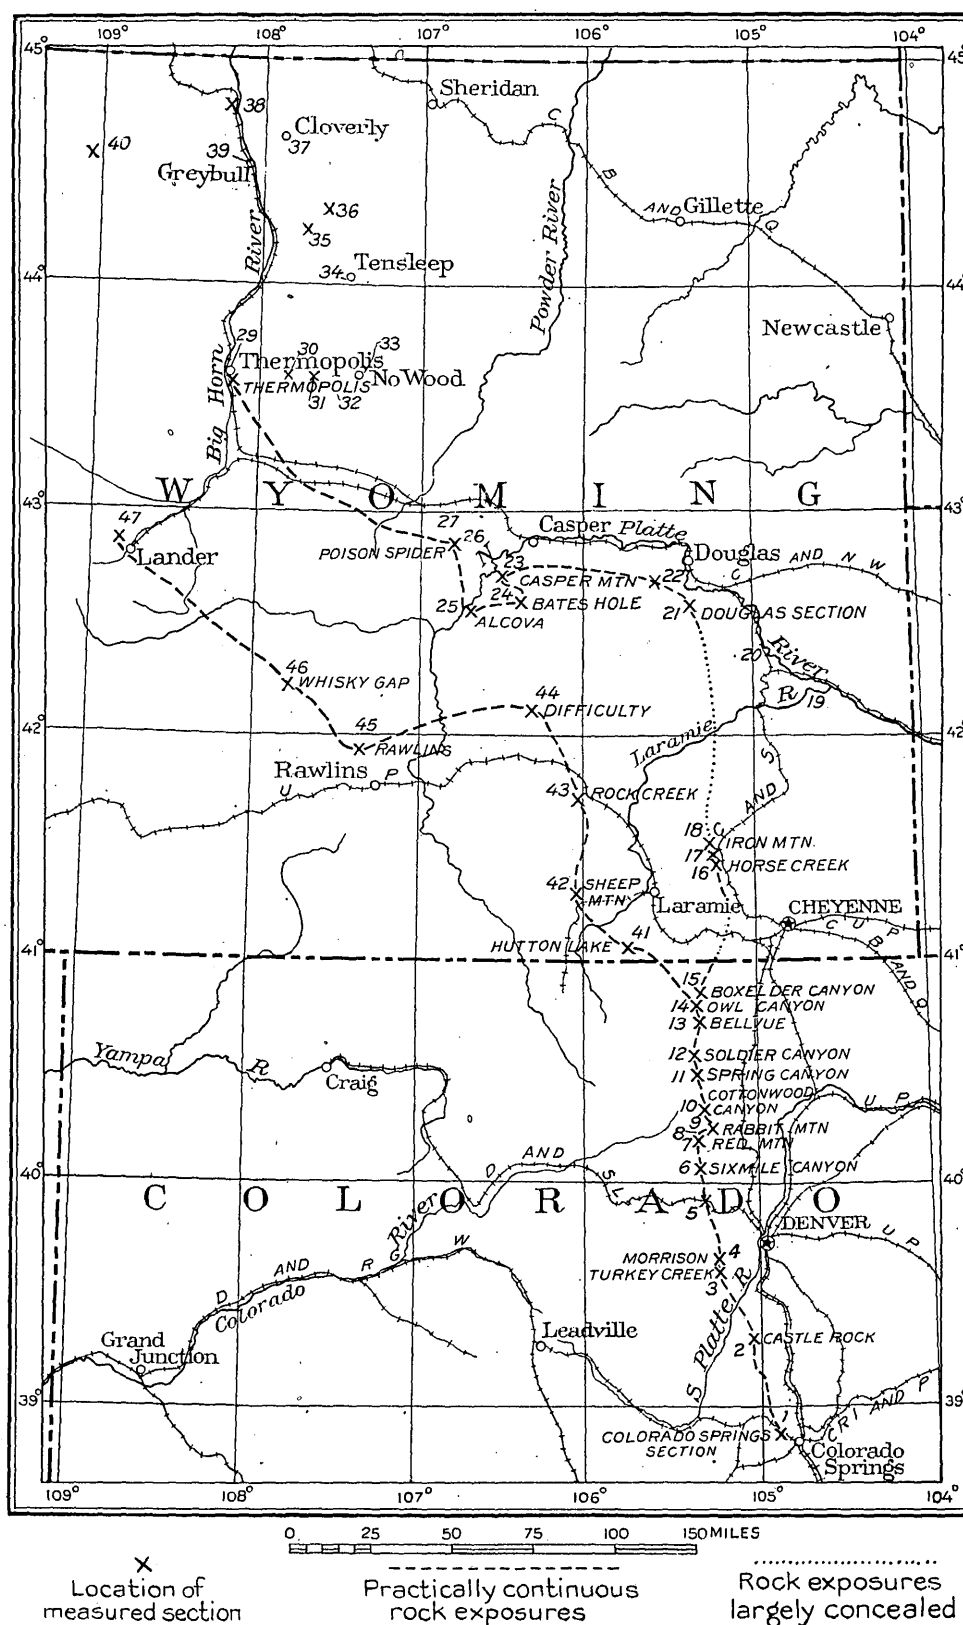 109° 108° 107° 106° 105° 104°
45° 45°
38
Sheridan
C
Cloverly
37
40
39
Greybull
B
AND Gillette
Q
36
35
River
Powder River
34 Tensleep
44° 44°
Newcastle
29 30 33
Thermopolis
No Wood
THERMOPOLIS
31 32
Big Horn
43° 43°
WYOMING
47
Lander
27
Casper Platte
26
POISON SPIDER
Douglas
C AND N W
23
CASPER MTN
22
24
BATES HOLE
25
ALCOVA
21 DOUGLAS SECTION
20
River
46
WHISKY GAP
R 19
44
DIFFICULTY
45
RAWLINS
Laramie
42° 42°
Rawlins
U P
43 ROCK CREEK
C AND S
18
IRON MTN.
17
16 HORSE CREEK
42 SHEEP
MTN
Laramie
CHEYENNE
U P
HUTTON LAKE 41
C B AND Q
41° 41°
15
BOXELDER CANYON
14 OWL CANYON
13 BELLVUE
Yampa R
Craig
12 SOLDIER CANYON
11 SPRING CANYON
COTTONWOOD
10 CANYON
9
8 RABBIT MTN
7 RED MTN
U P
D AND S L
6 SIXMILE CANYON
40° 40°
COLORADO
5
River
DENVER
U P
MORRISON 4
TURKEY CREEK
3
D AND R G W
Colorado
S Platte R
Grand
Junction
Leadville
2 CASTLE ROCK
39° 39°
C R I AND P
COLORADO SPRINGS
SECTION
1
Colorado
Springs
109° 108° 107° 106° 105° 104°
0 25 50 75 100 150 MILES
X
Location of
measured section
Practically continuous
rock exposures
Rock exposures
largely concealed